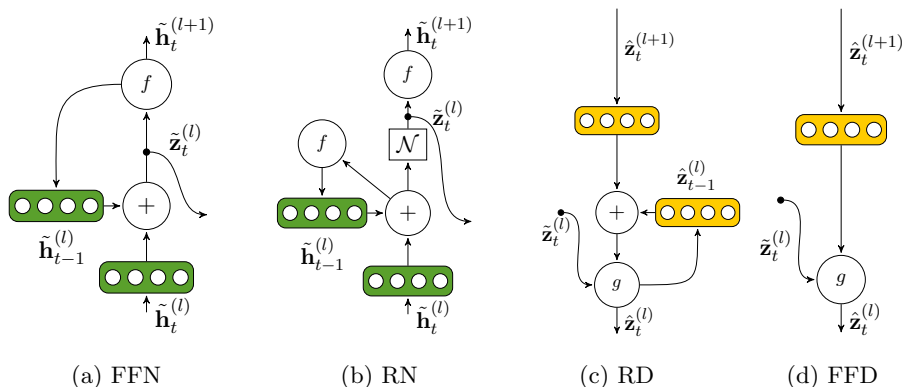 h̃_t^{(l+1)}
f
z̃_t^{(l)}
+
h̃_{t-1}^{(l)}
h̃_t^{(l)}
(a) FFN
h̃_t^{(l+1)}
f
z̃_t^{(l)}
f
𝒩
+
h̃_{t-1}^{(l)}
h̃_t^{(l)}
(b) RN
ẑ_t^{(l+1)}
ẑ_{t-1}^{(l)}
+
z̃_t^{(l)}
g
ẑ_t^{(l)}
(c) RD
ẑ_t^{(l+1)}
z̃_t^{(l)}
g
ẑ_t^{(l)}
(d) FFD